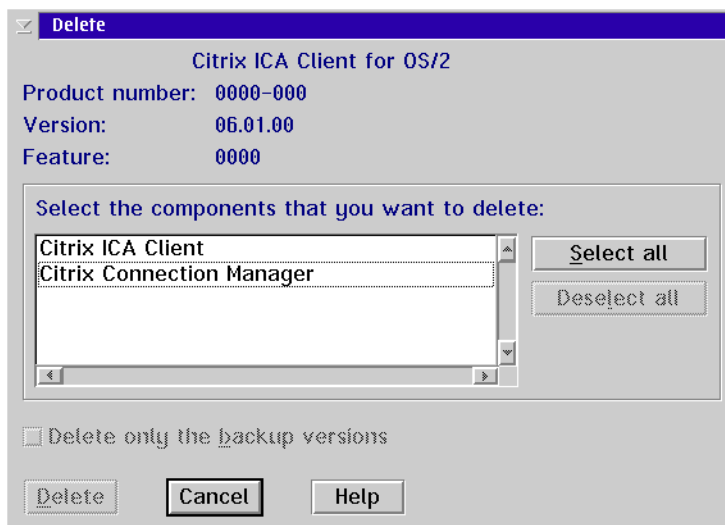 Delete
Citrix ICA Client for OS/2
Product number: 0000-000
Version: 06.01.00
Feature: 0000
Select the components that you want to delete:
Citrix ICA Client
Citrix Connection Manager
Select all
Deselect all
Delete only the backup versions
Delete Cancel Help